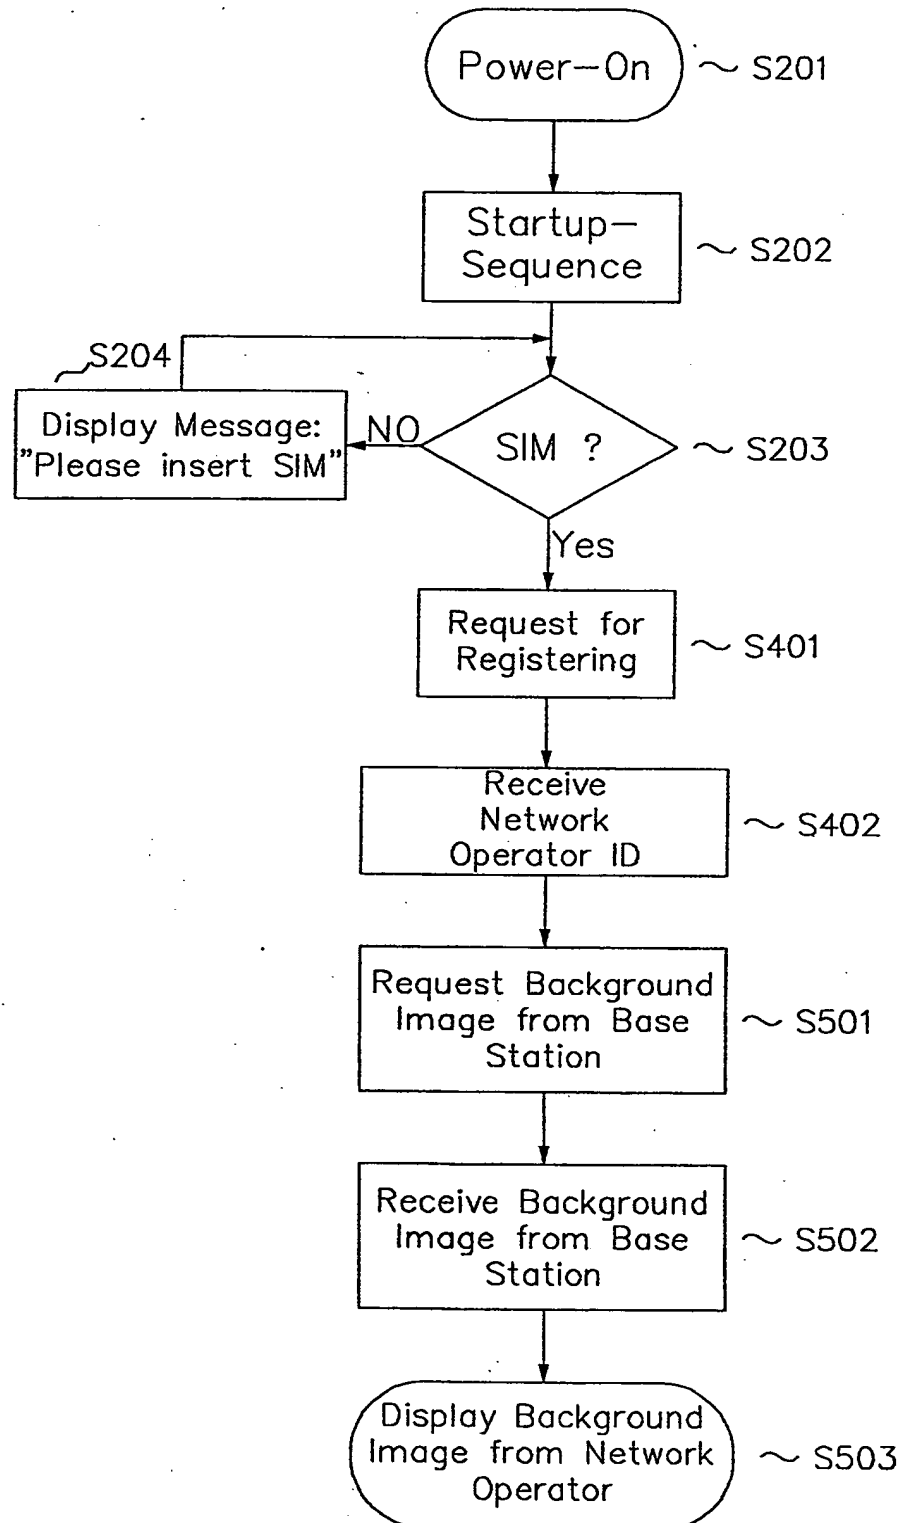 Power-On
S201
Startup-
Sequence
S202
S204
Display Message:
"Please insert SIM"
NO
SIM ?
S203
Yes
Request for
Registering
S401
Receive
Network
Operator ID
S402
Request Background
Image from Base
Station
S501
Receive Background
Image from Base
Station
S502
Display Background
Image from Network
Operator
S503